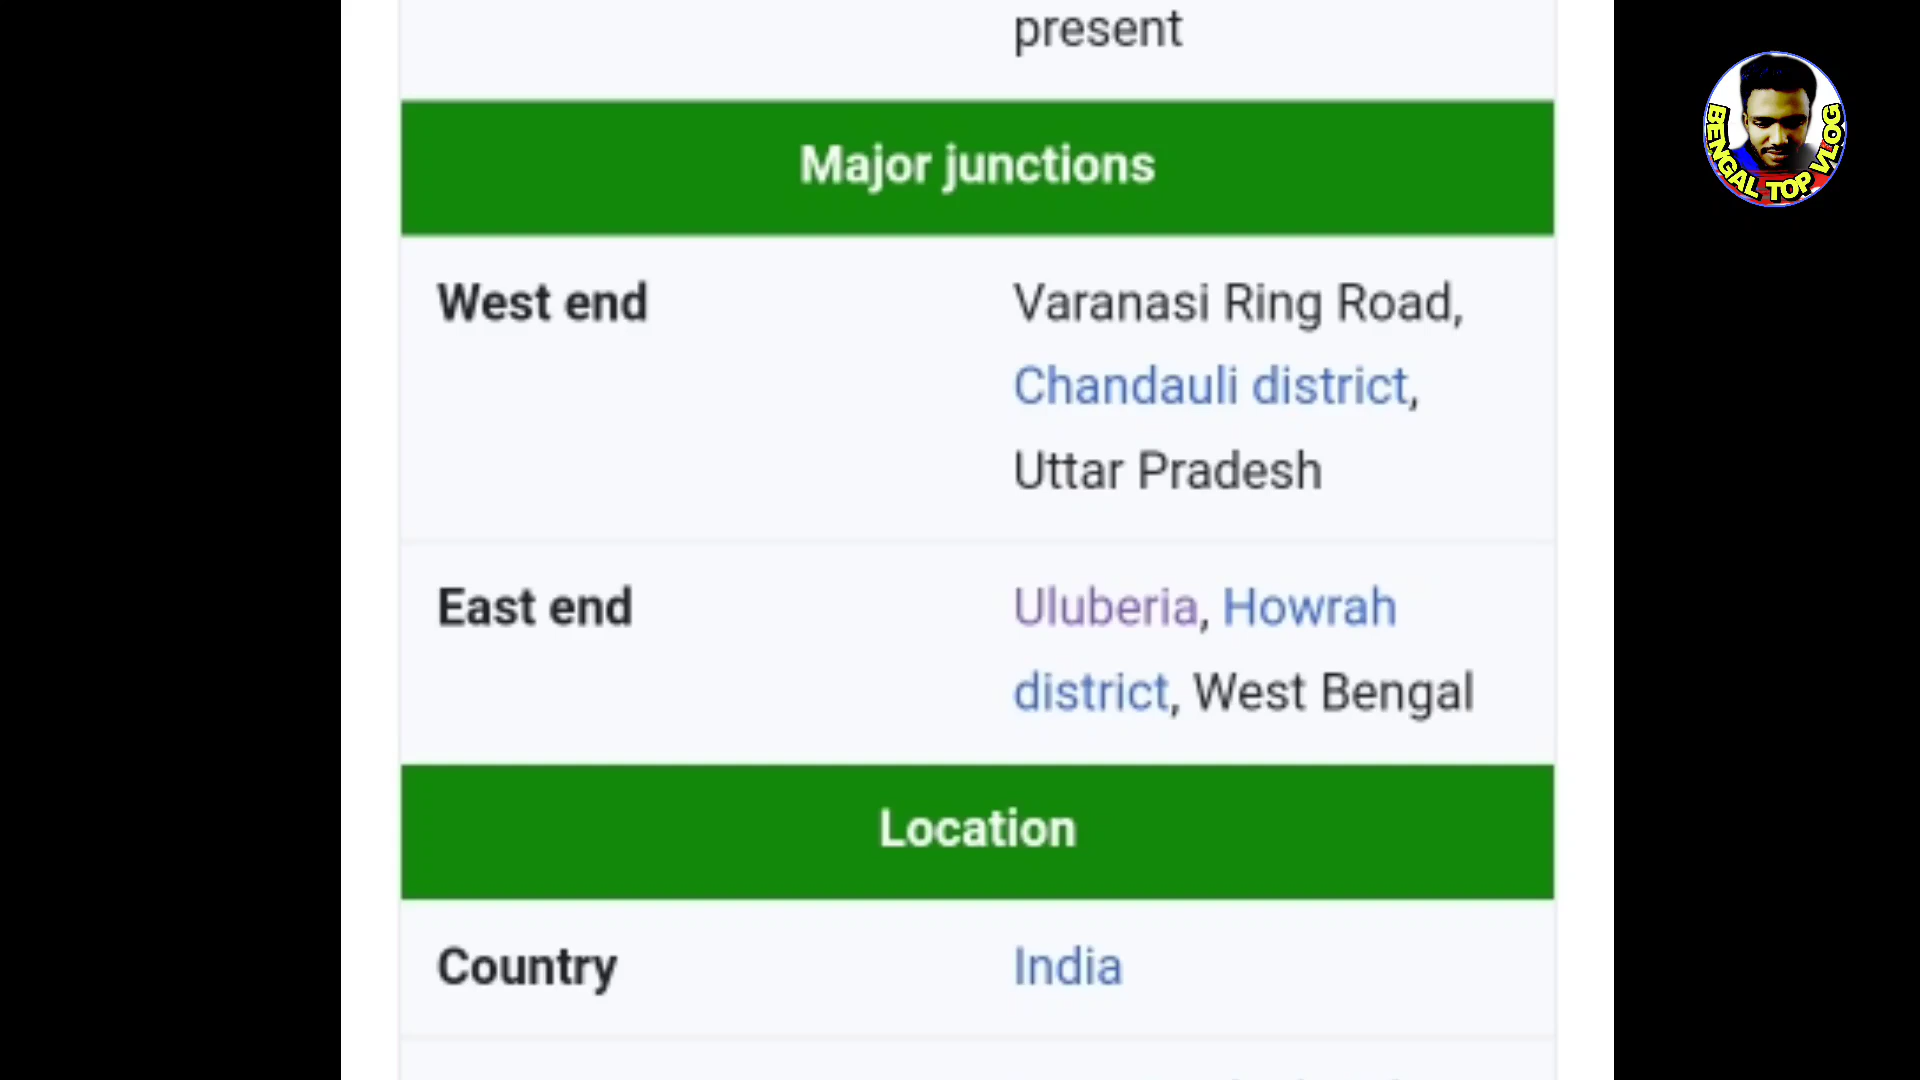 present
Major junctions
West end
Varanasi Ring Road,
Chandauli district,
Uttar Pradesh
East end
Uluberia, Howrah
district, West Bengal
Location
Country
India
BENGAL TOP VLOG